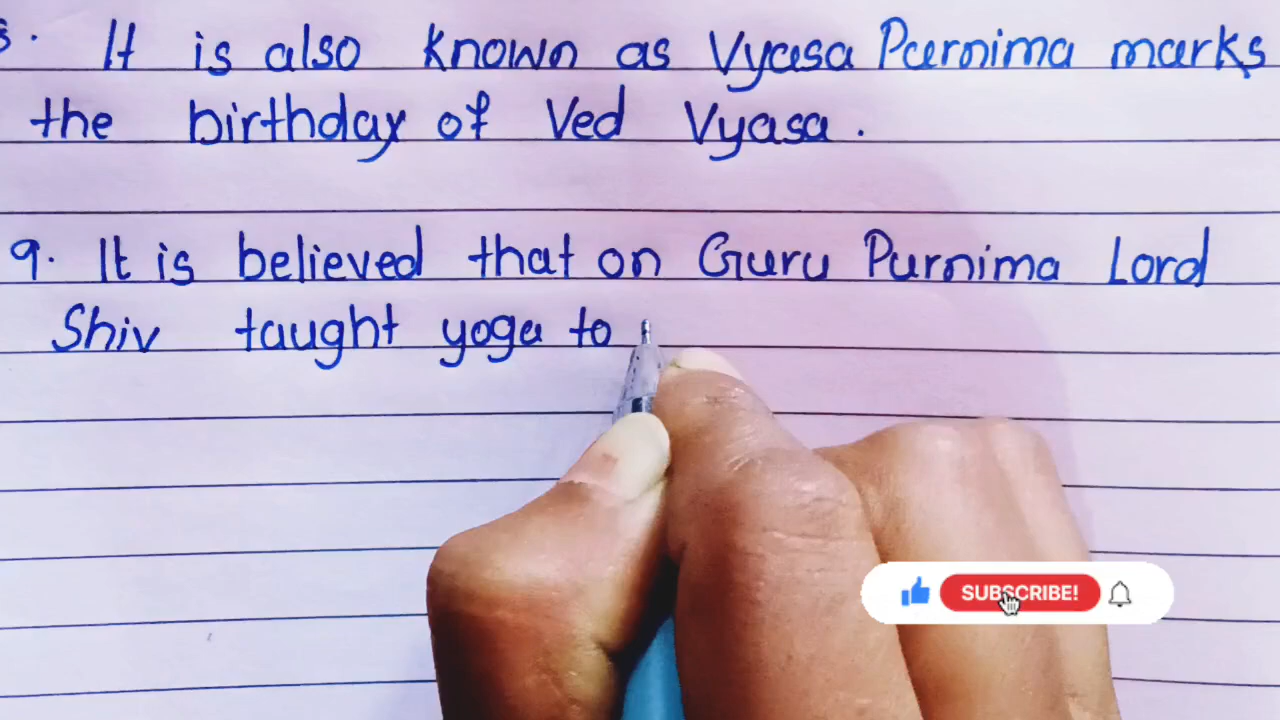 8. It is also known as Vyasa Purnima marks
the birthday of Ved Vyasa.
9. It is believed that on Guru Purnima Lord
Shiv taught yoga to
SUBSCRIBE!